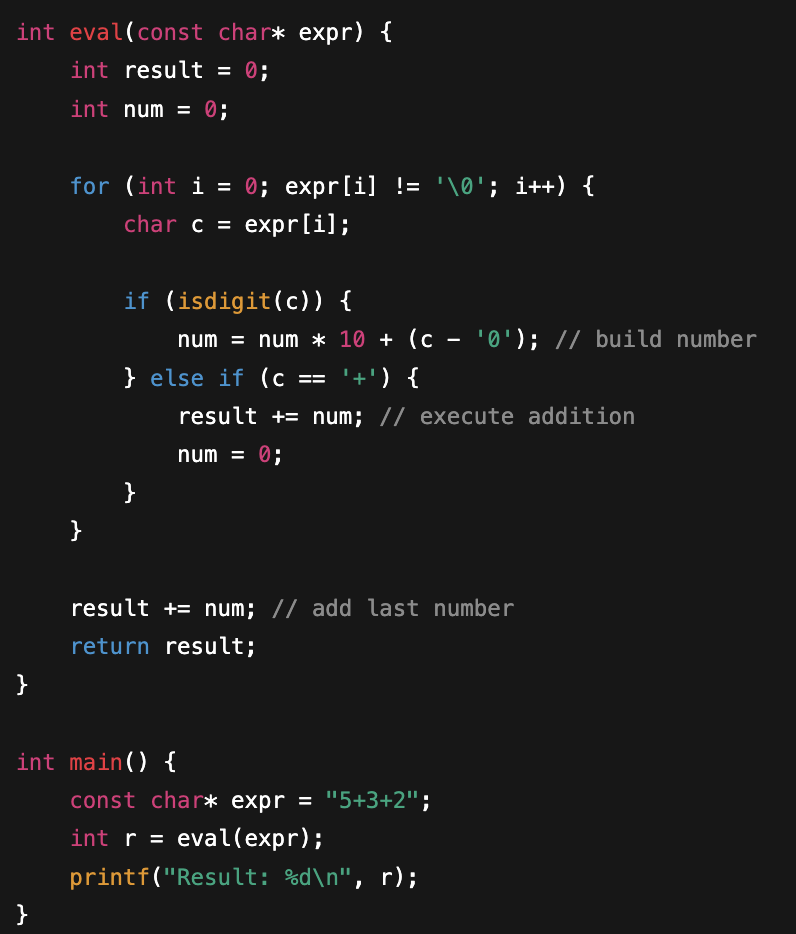 int eval(const char* expr) {
    int result = 0;
    int num = 0;

    for (int i = 0; expr[i] != '\0'; i++) {
        char c = expr[i];

        if (isdigit(c)) {
            num = num * 10 + (c - '0'); // build number
        } else if (c == '+') {
            result += num; // execute addition
            num = 0;
        }
    }

    result += num; // add last number
    return result;
}

int main() {
    const char* expr = "5+3+2";
    int r = eval(expr);
    printf("Result: %d\n", r);
}